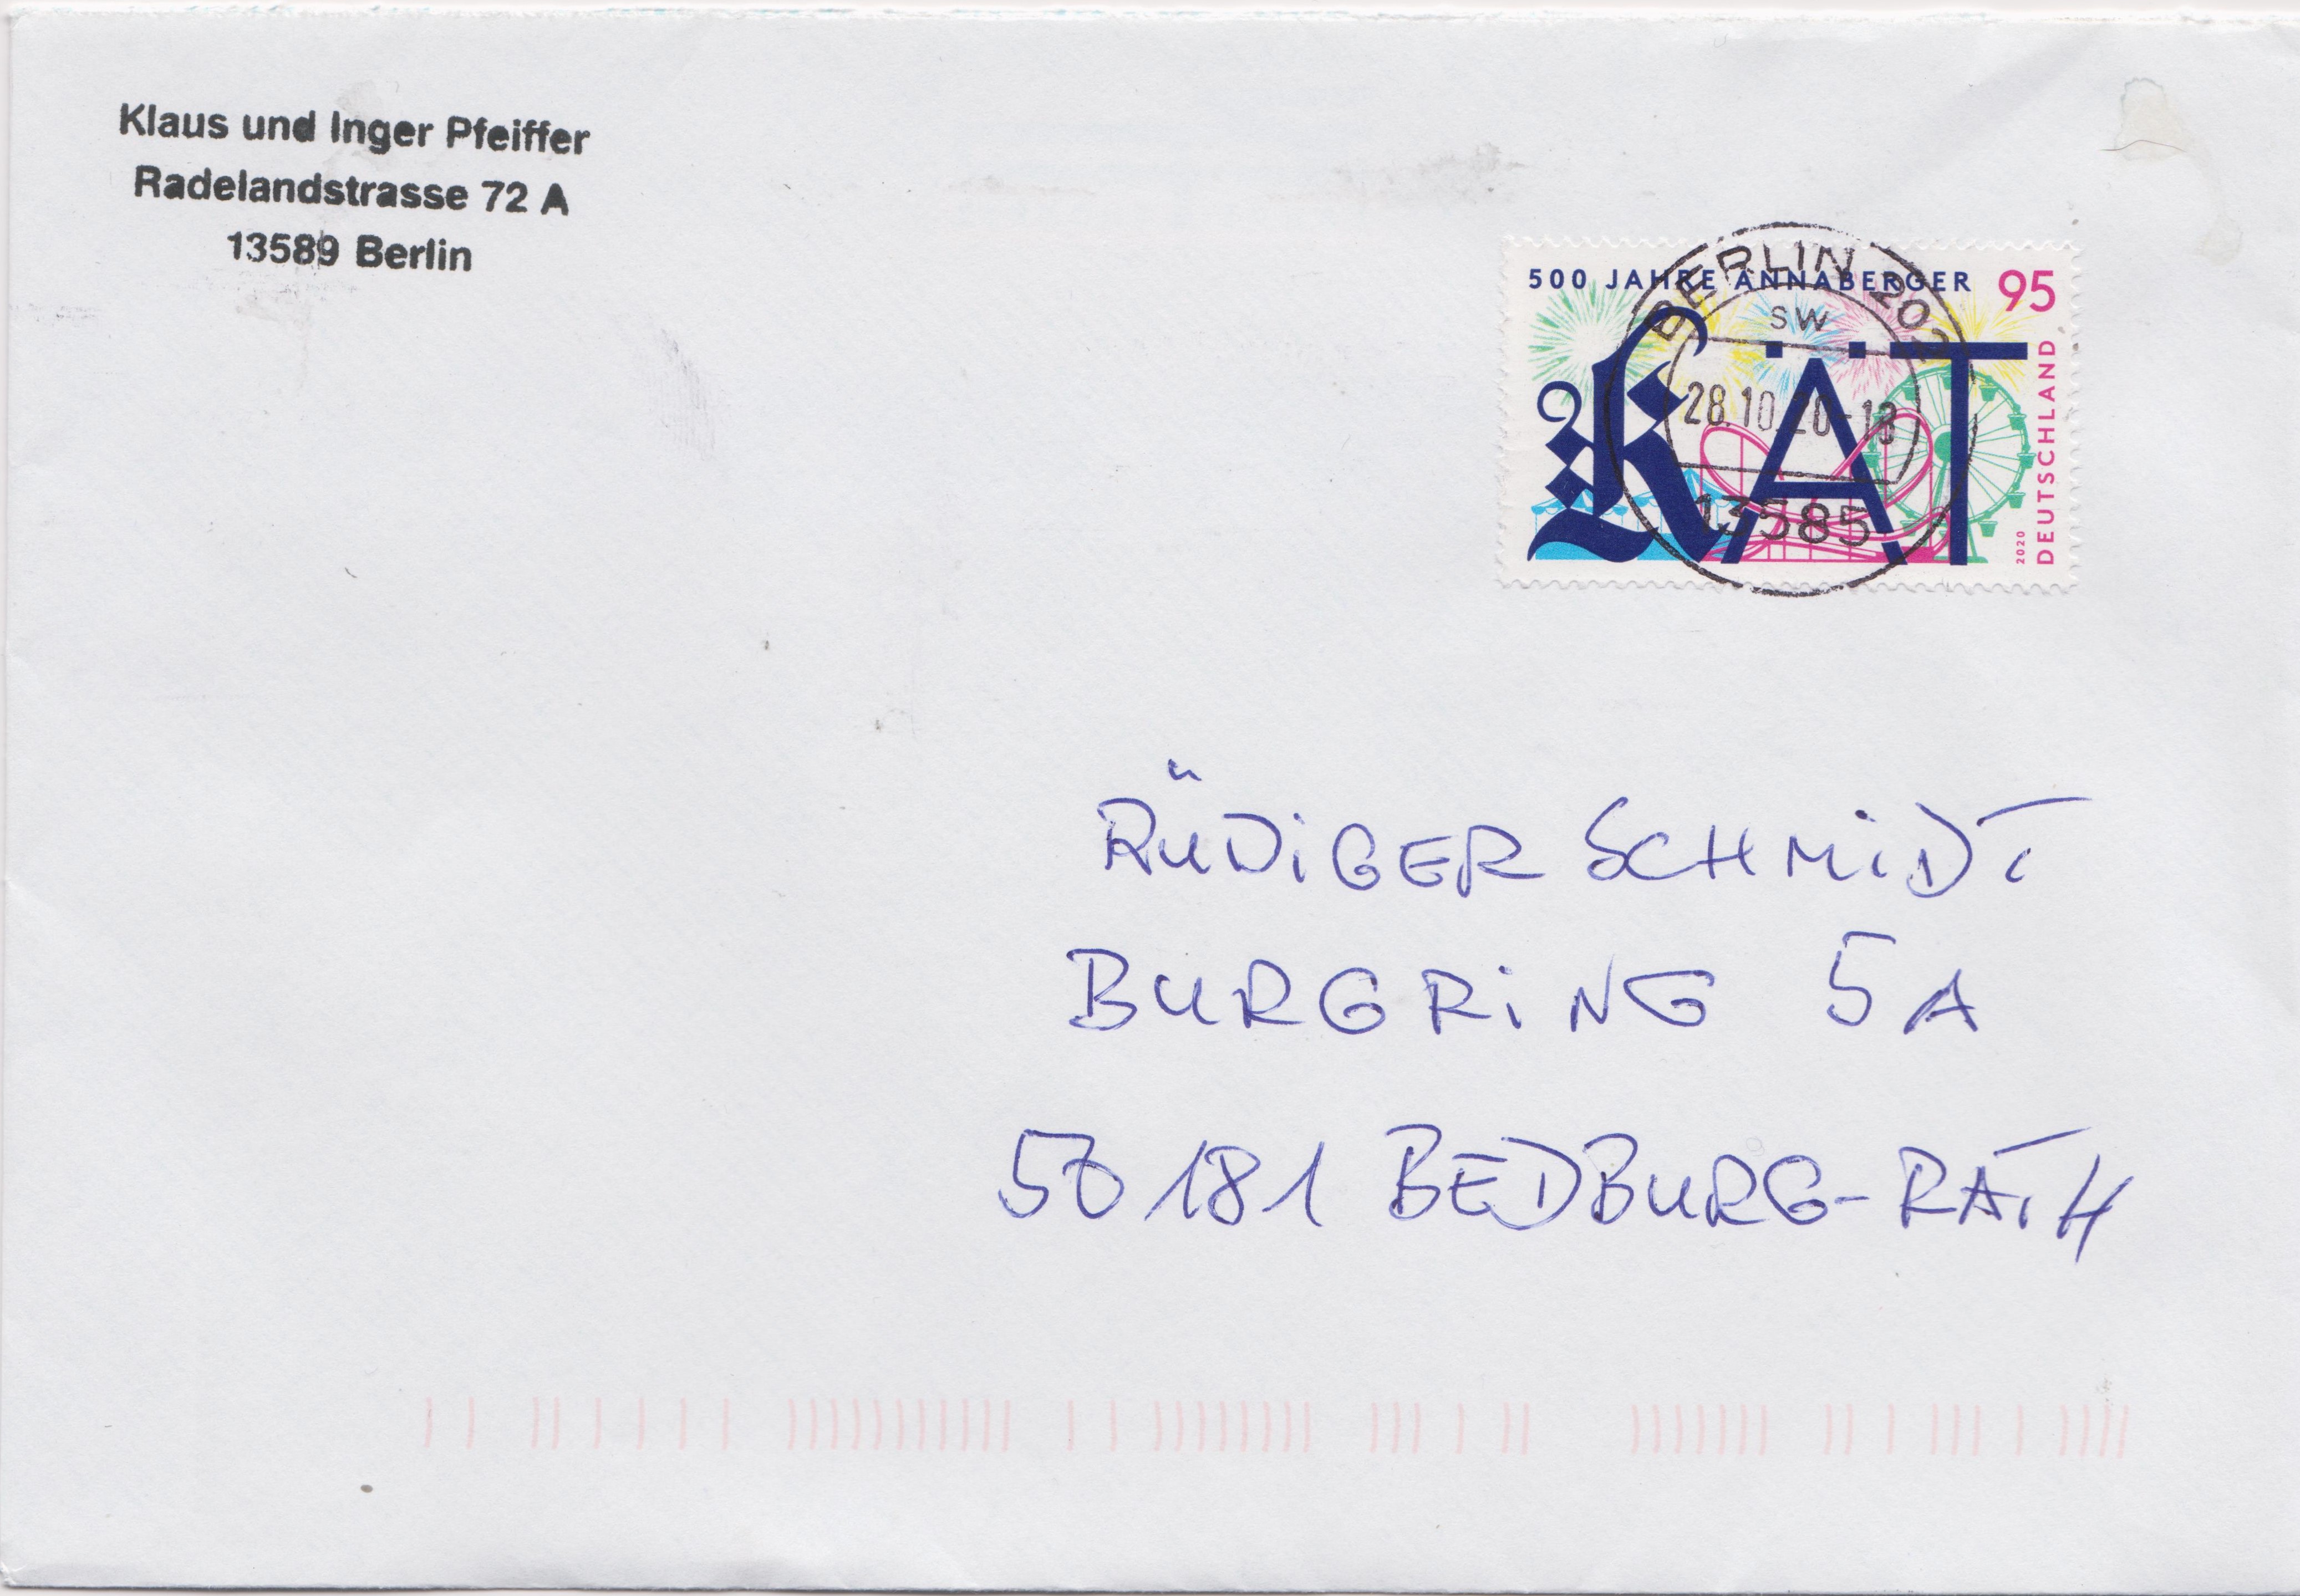 Klaus und Inger Pfeiffer
Radelandstrasse 72 A
13589 Berlin
500 JAHRE ANNABERGER 95
KÄT
DEUTSCHLAND
2020
BERLIN
sw
28.10.20-18
13585
RÜDiGER SCHMiDT
BURGRiNG 5A
50181 BEDBURG-RATH